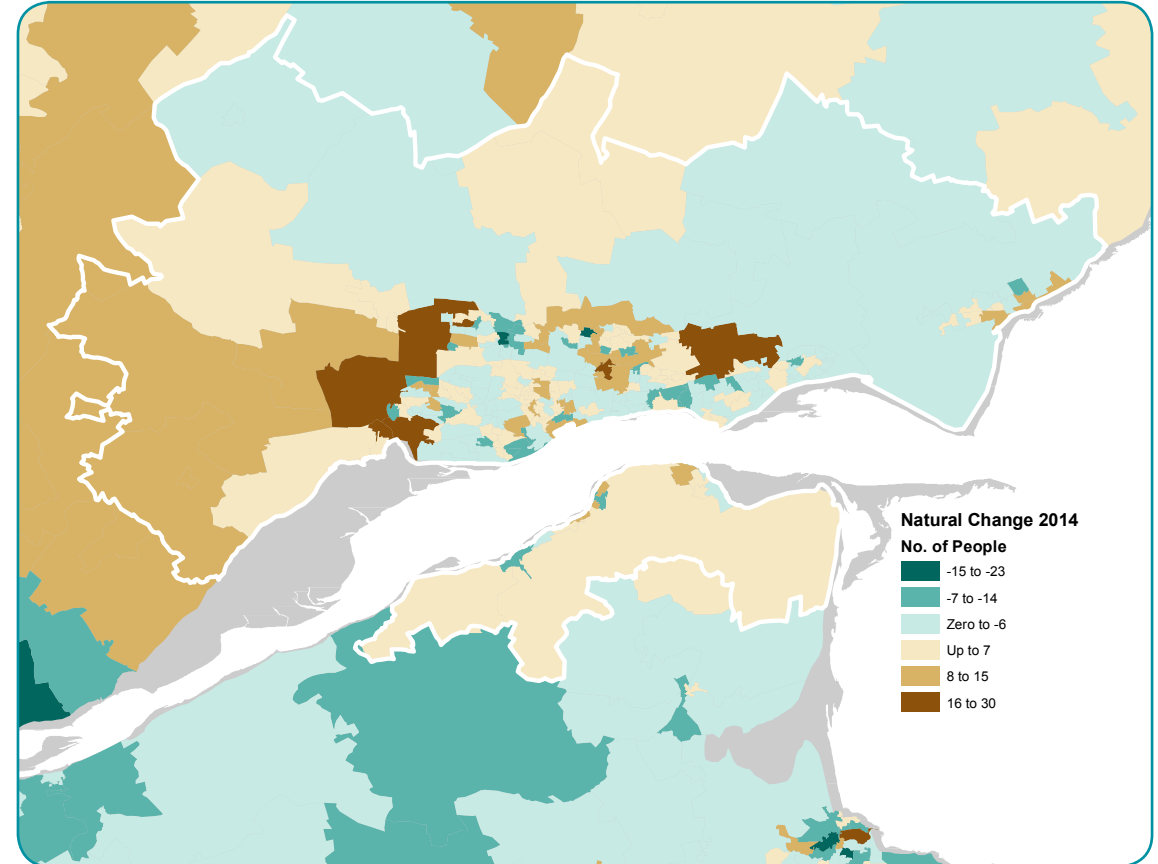 Natural Change 2014
No. of People
-15 to -23
-7 to -14
Zero to -6
Up to 7
8 to 15
16 to 30